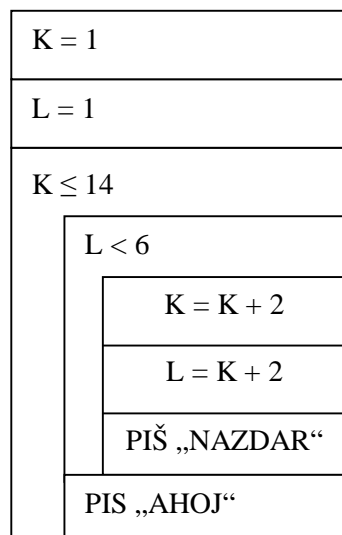 K = 1
L = 1
K ≤ 14
L < 6
K = K + 2
L = K + 2
PIŠ „NAZDAR“
PIS „AHOJ“